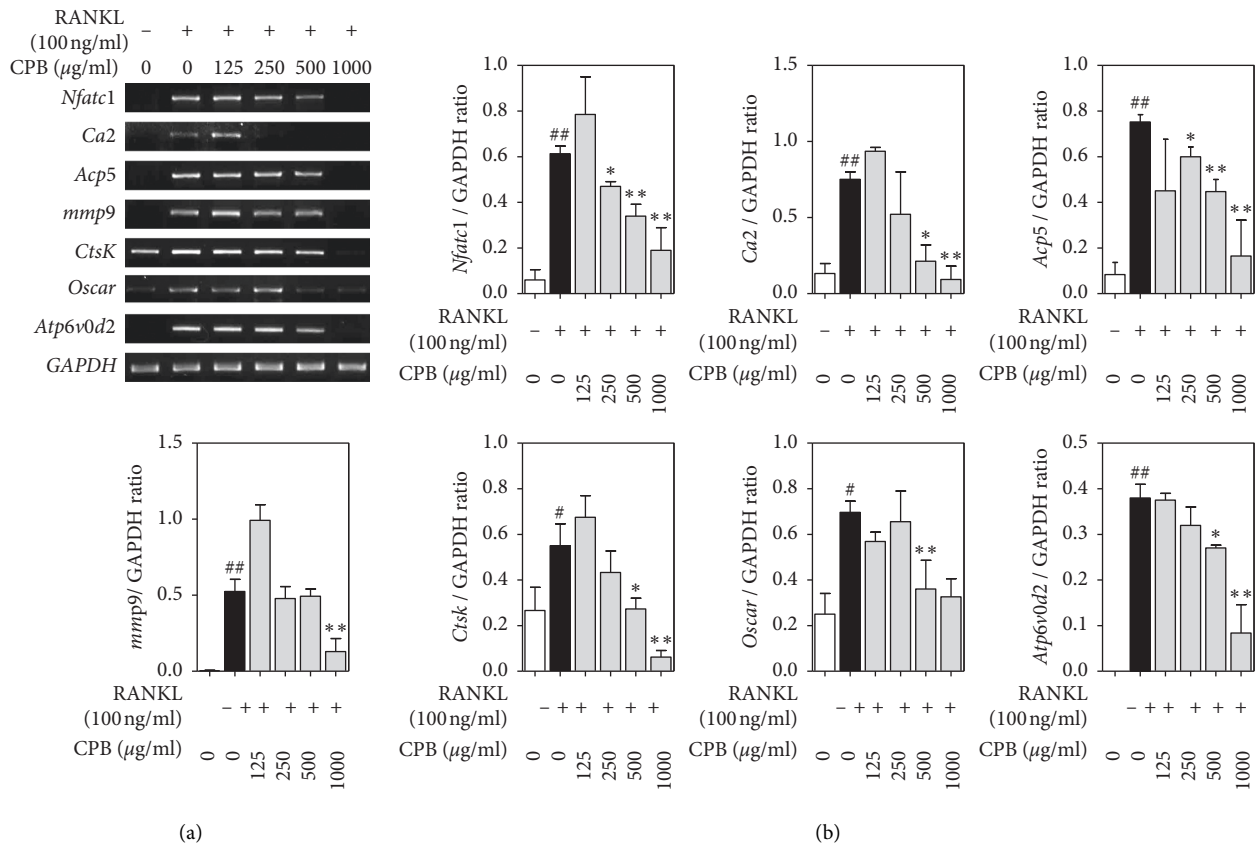 RANKL
(100 ng/ml)
– + + + + +
CPB (μg/ml) 0 0 125 250 500 1000
Nfatc1
Ca2
Acp5
mmp9
CtsK
Oscar
Atp6v0d2
GAPDH
Nfatc1 / GAPDH ratio
1.0
0.8
0.6
0.4
0.2
0.0
##
*
**
**
RANKL
(100 ng/ml)
– + + + + +
CPB (μg/ml)
0 0 125 250 500 1000
Ca2 / GAPDH ratio
1.5
1.0
0.5
0.0
##
*
**
RANKL
(100 ng/ml)
– + + + + +
CPB (μg/ml)
0 0 125 250 500 1000
Acp5 / GAPDH ratio
1.0
0.8
0.6
0.4
0.2
0.0
##
*
**
**
RANKL
(100 ng/ml)
– + + + + +
CPB (μg/ml)
0 0 125 250 500 1000
mmp9/ GAPDH ratio
1.5
1.0
0.5
0.0
##
**
RANKL
(100 ng/ml)
– + + + + +
CPB (μg/ml)
0 0 125 250 500 1000
Ctsk / GAPDH ratio
1.0
0.8
0.6
0.4
0.2
0.0
#
*
**
RANKL
(100 ng/ml)
– + + + + +
CPB (μg/ml)
0 0 125 250 500 1000
Oscar / GAPDH ratio
1.0
0.8
0.6
0.4
0.2
0.0
#
**
RANKL
(100 ng/ml)
– + + + + +
CPB (μg/ml)
0 0 125 250 500 1000
Atp6v0d2 / GAPDH ratio
0.5
0.4
0.3
0.2
0.1
0.0
##
*
**
RANKL
(100 ng/ml)
– + + + + +
CPB (μg/ml)
0 0 125 250 500 1000
(a)
(b)